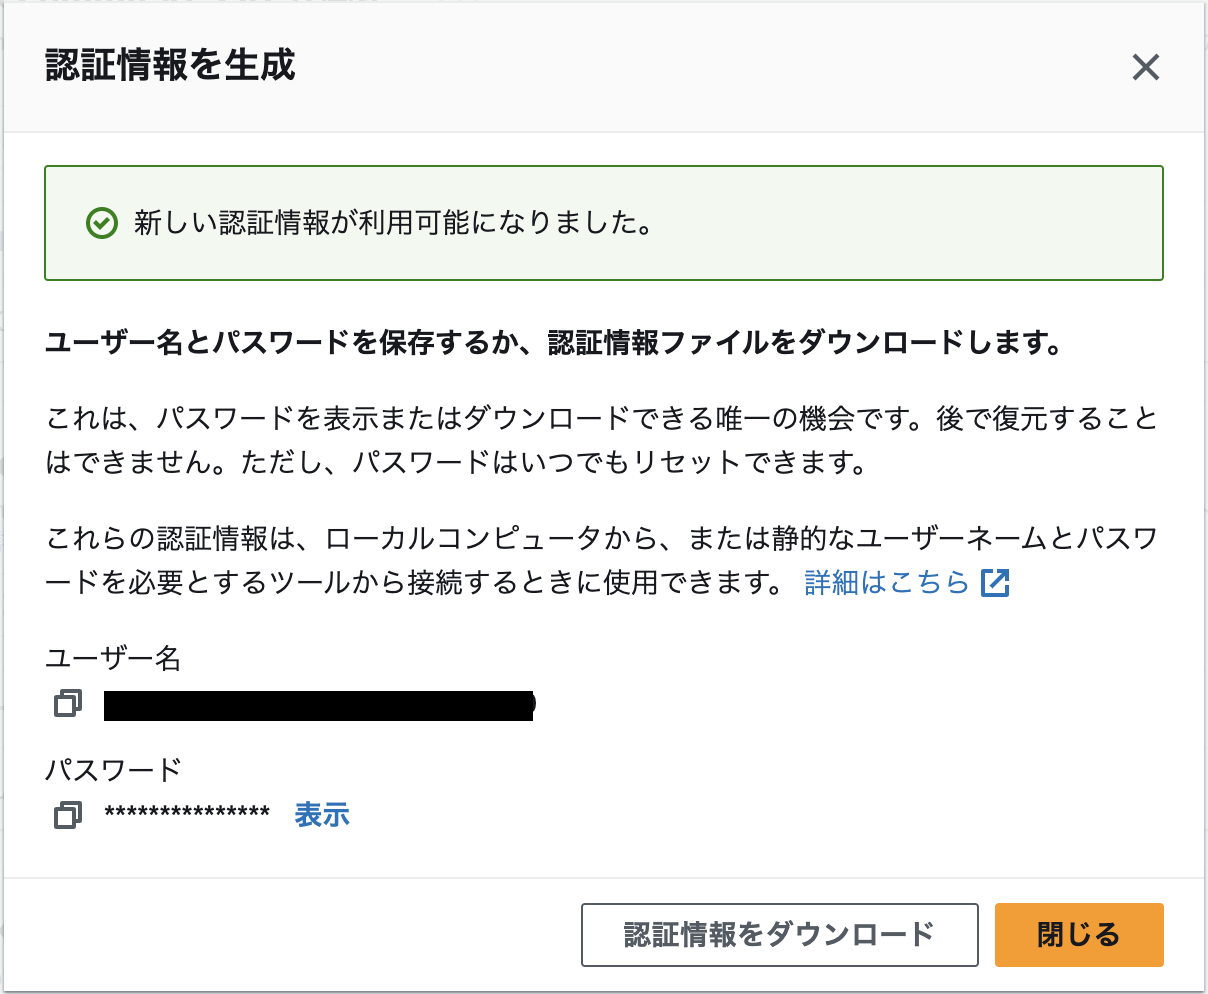 認証情報を生成
新しい認証情報が利用可能になりました。
ユーザー名とパスワードを保存するか、認証情報ファイルをダウンロードします。
これは、パスワードを表示またはダウンロードできる唯一の機会です。後で復元すること
はできません。ただし、パスワードはいつでもリセットできます。
これらの認証情報は、ローカルコンピュータから、または静的なユーザーネームとパスワ
ードを必要とするツールから接続するときに使用できます。 詳細はこちら
ユーザー名
パスワード
*************** 表示
認証情報をダウンロード 閉じる